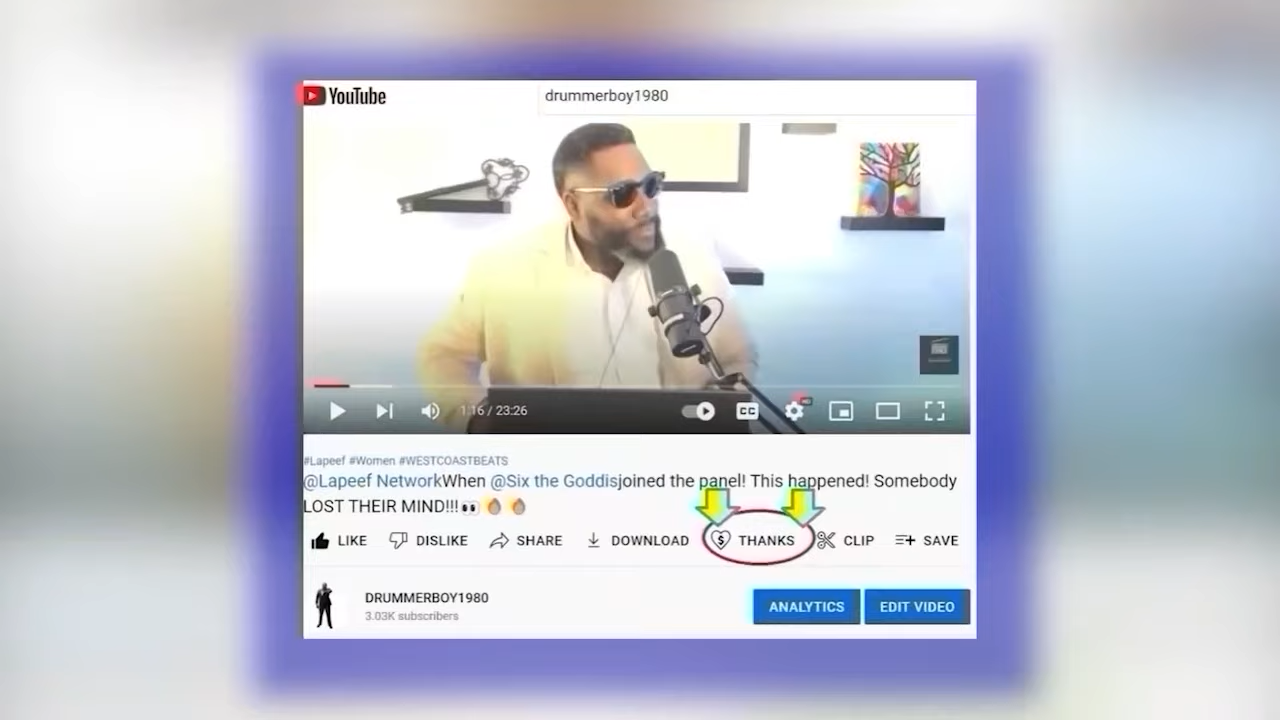 YouTube
drummerboy1980
1:16 / 23:26
CC
#Lapeef #Women #WESTCOASTBEATS
@Lapeef NetworkWhen @Six the Goddisjoined the panel! This happened! Somebody
LOST THEIR MIND!!!
LIKE DISLIKE SHARE DOWNLOAD $ THANKS CLIP SAVE
DRUMMERBOY1980
3.03K subscribers
ANALYTICS EDIT VIDEO